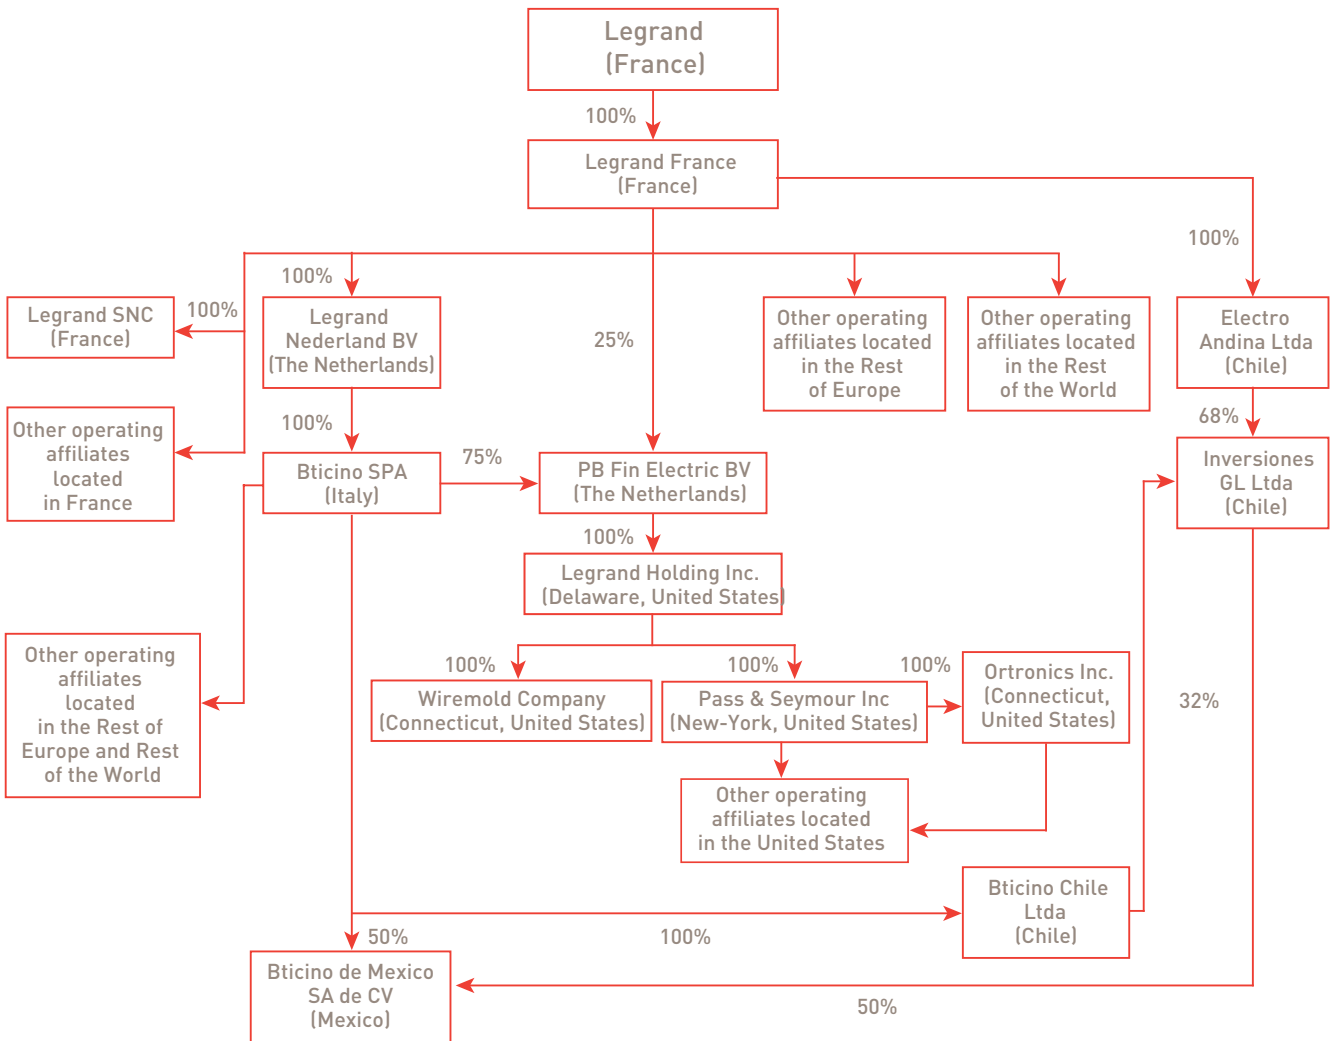 Legrand
(France)
100%
Legrand France
(France)
100%
100%
Legrand SNC
(France)
100%
Legrand
Nederland BV
(The Netherlands)
25%
Other operating
affiliates located
in the Rest
of Europe
Other operating
affiliates located
in the Rest
of the World
Electro
Andina Ltda
(Chile)
Other operating
affiliates
located
in France
100%
68%
Bticino SPA
(Italy)
75%
PB Fin Electric BV
(The Netherlands)
Inversiones
GL Ltda
(Chile)
100%
Legrand Holding Inc.
(Delaware, United States)
Other operating
affiliates
located
in the Rest of
Europe and Rest
of the World
100%
100%
100%
Wiremold Company
(Connecticut, United States)
Pass & Seymour Inc
(New-York, United States)
Ortronics Inc.
(Connecticut,
United States)
32%
Other operating
affiliates located
in the United States
Bticino Chile
Ltda
(Chile)
50%
100%
Bticino de Mexico
SA de CV
(Mexico)
50%